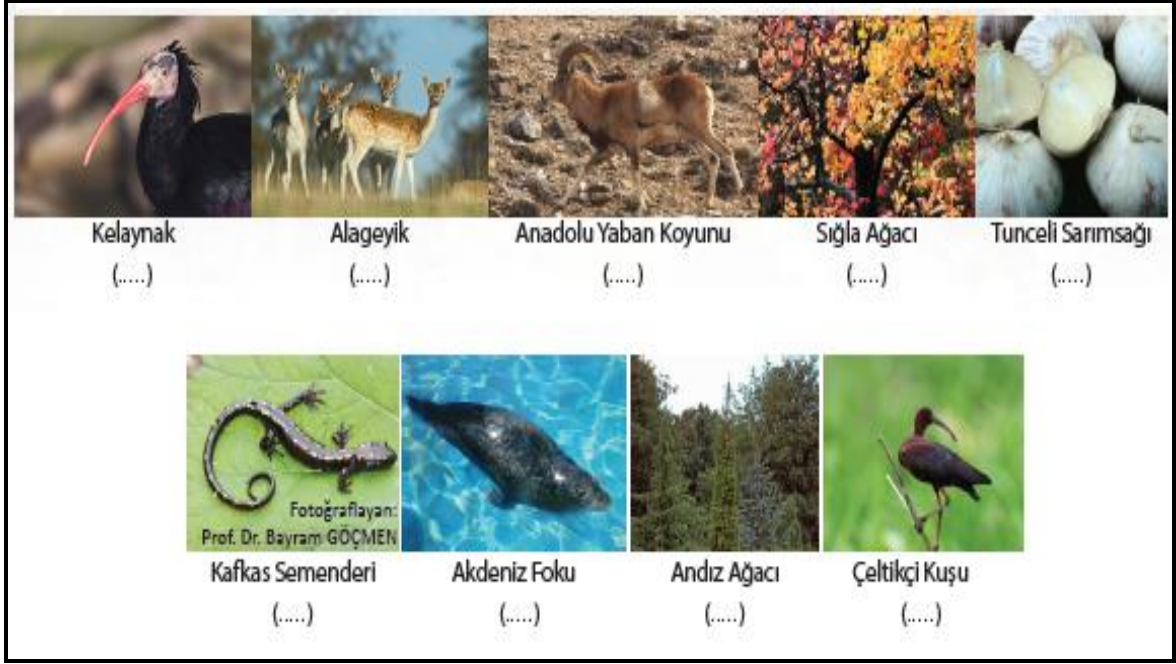 Kelaynak Alageyik Anadolu Yaban Koyunu Sığla Ağacı Tunceli Sarımsağı
(.....) (.....) (.....) (.....) (.....)
Fotoğraflayan:
Prof. Dr. Bayram GÖÇMEN
Kafkas Semenderi Akdeniz Foku Andız Ağacı Çeltikçi Kuşu
(.....) (.....) (.....) (.....)